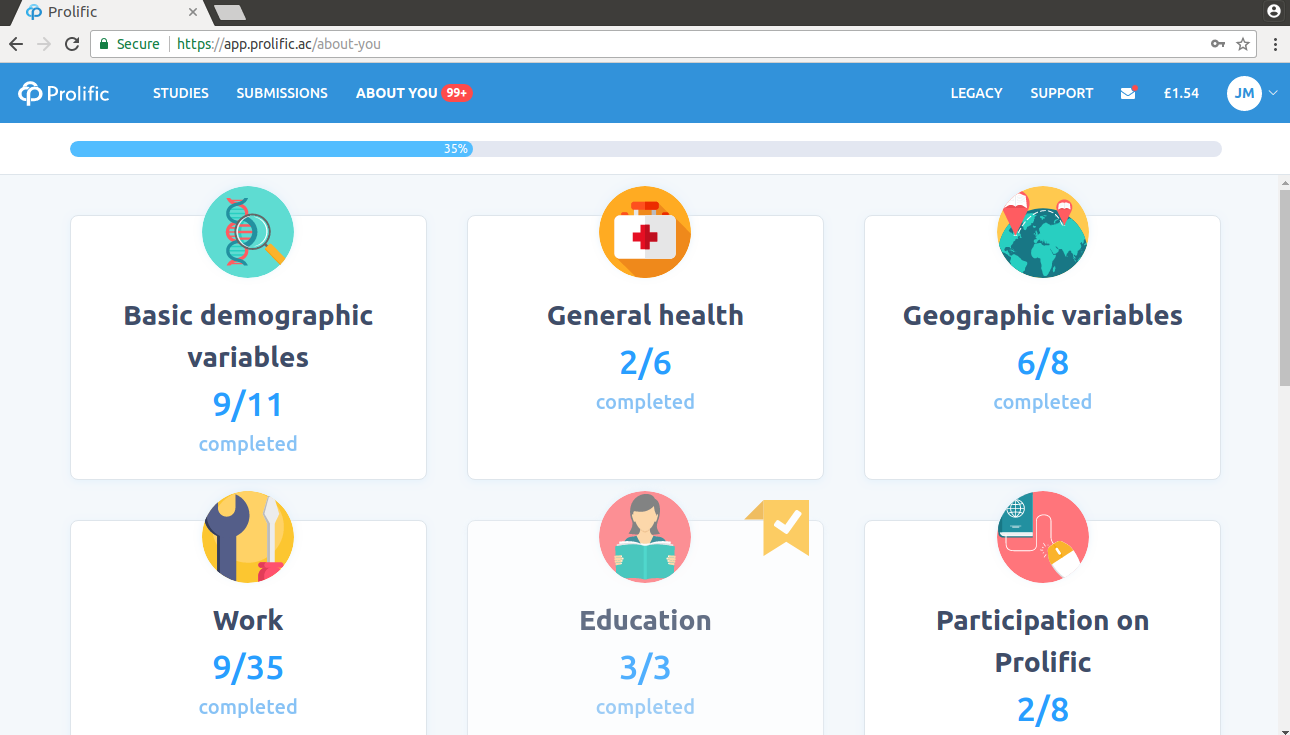 Prolific
Secure https://app.prolific.ac/about-you
Prolific STUDIES SUBMISSIONS ABOUT YOU 99+ LEGACY SUPPORT £1.54 JM
35%
Basic demographic
variables
9/11
completed
General health
2/6
completed
Geographic variables
6/8
completed
Work
9/35
completed
Education
3/3
completed
Participation on
Prolific
2/8